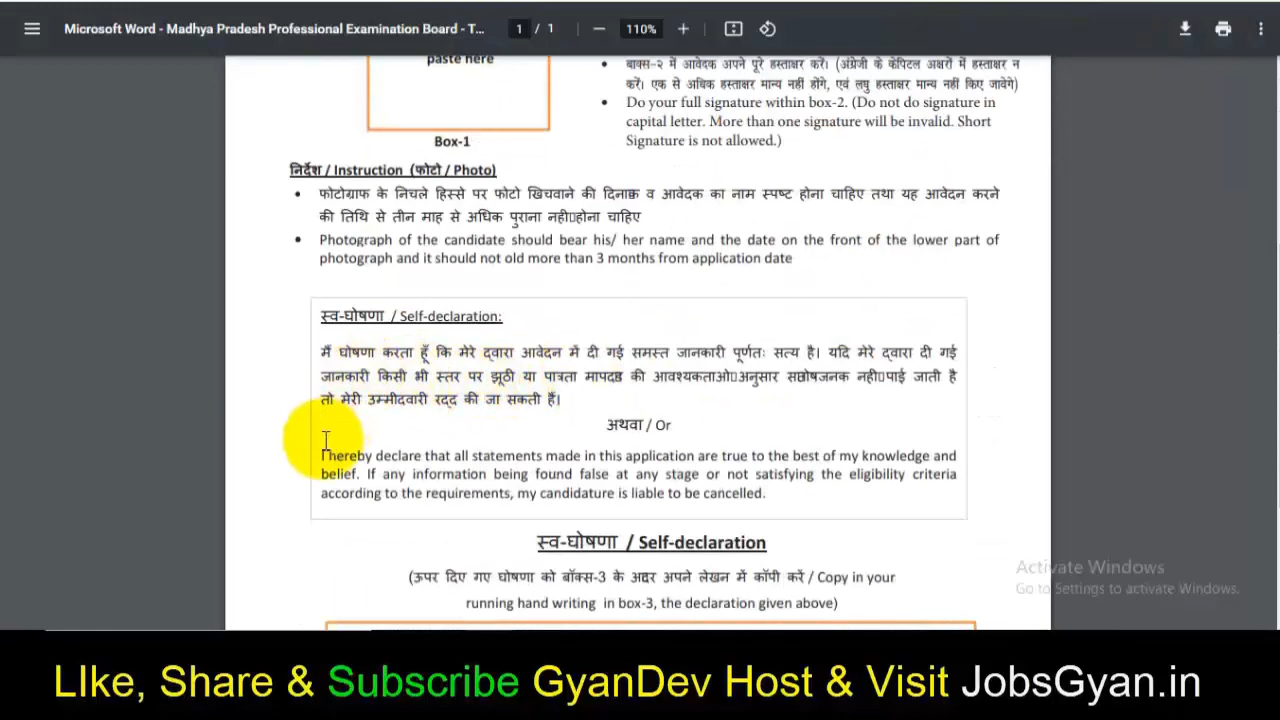 Microsoft Word - Madhya Pradesh Professional Examination Board - T...
1 / 1
110%
paste here
Box-1
बाक्स-२ में आवेदक अपने पूरे हस्ताक्षर करें। (अंग्रेजी के केपिटल अक्षरों में हस्ताक्षर न
करें। एक से अधिक हस्ताक्षर मान्य नहीं होंगे, एवं लघु हस्ताक्षर मान्य नहीं किए जावेगे)
Do your full signature within box-2. (Do not do signature in
capital letter. More than one signature will be invalid. Short
Signature is not allowed.)
निर्देश / Instruction (फोटो / Photo)
फोटोग्राफ के निचले हिस्से पर फोटो खिचवाने की दिनाक व आवेदक का नाम स्पष्ट होना चाहिए तथा यह आवेदन करने
की तिथि से तीन माह से अधिक पुराना नही होना चाहिए
Photograph of the candidate should bear his/ her name and the date on the front of the lower part of
photograph and it should not old more than 3 months from application date
स्व-घोषणा / Self-declaration:
मैं घोषणा करता हूँ कि मेरे द्वारा आवेदन में दी गई समस्त जानकारी पूर्णतः सत्य है। यदि मेरे द्वारा दी गई
जानकारी किसी भी स्तर पर झूठी या पात्रता की आवश्यकताओ अनुसार नही पाई जाती है
तो मेरी उम्मीदवारी रद्द की जा सकती हैं।
अथवा / Or
I hereby declare that all statements made in this application are true to the best of my knowledge and
belief. If any information being found false at any stage or not satisfying the eligibility criteria
according to the requirements, my candidature is liable to be cancelled.
स्व-घोषणा / Self-declaration
(ऊपर दिए गए घोषणा को बॉक्स-3 के अपने लेखन में कॉपी करें / Copy in your
running hand writing in box-3, the declaration given above)
Activate Windows
Go to Settings to activate Windows.
LIke, Share & Subscribe GyanDev Host & Visit JobsGyan.in